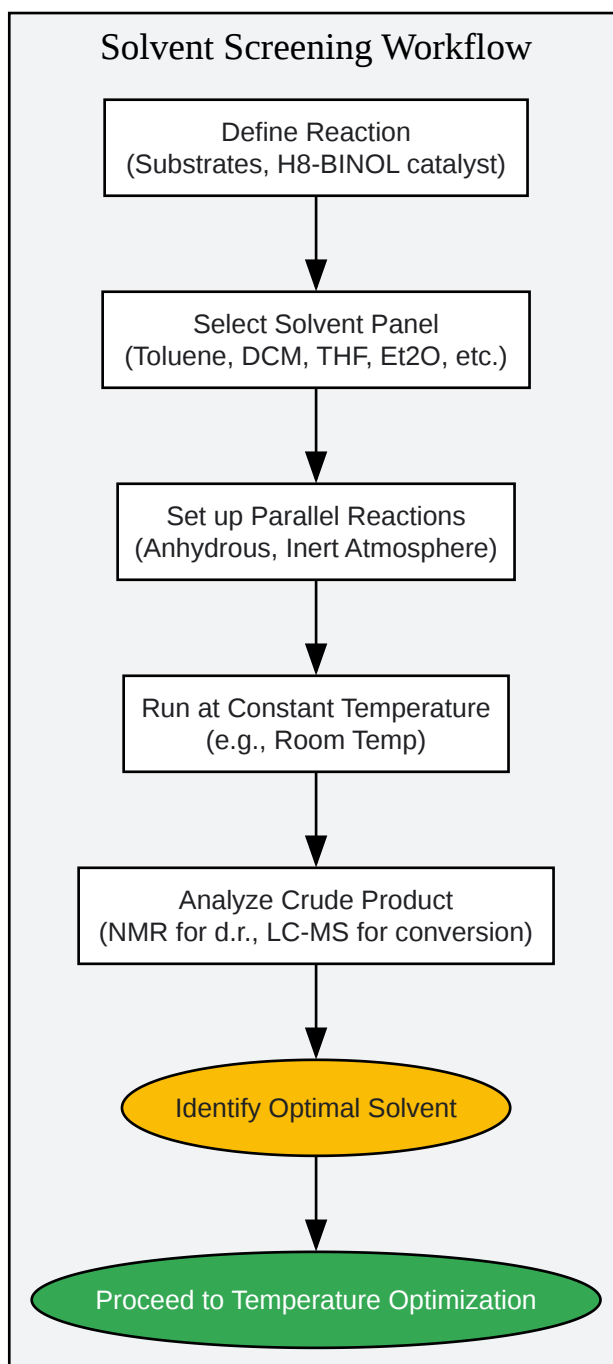 Solvent Screening Workflow
Define Reaction
(Substrates, H8-BINOL catalyst)
Select Solvent Panel
(Toluene, DCM, THF, Et2O, etc.)
Set up Parallel Reactions
(Anhydrous, Inert Atmosphere)
Run at Constant Temperature
(e.g., Room Temp)
Analyze Crude Product
(NMR for d.r., LC-MS for conversion)
Identify Optimal Solvent
Proceed to Temperature Optimization